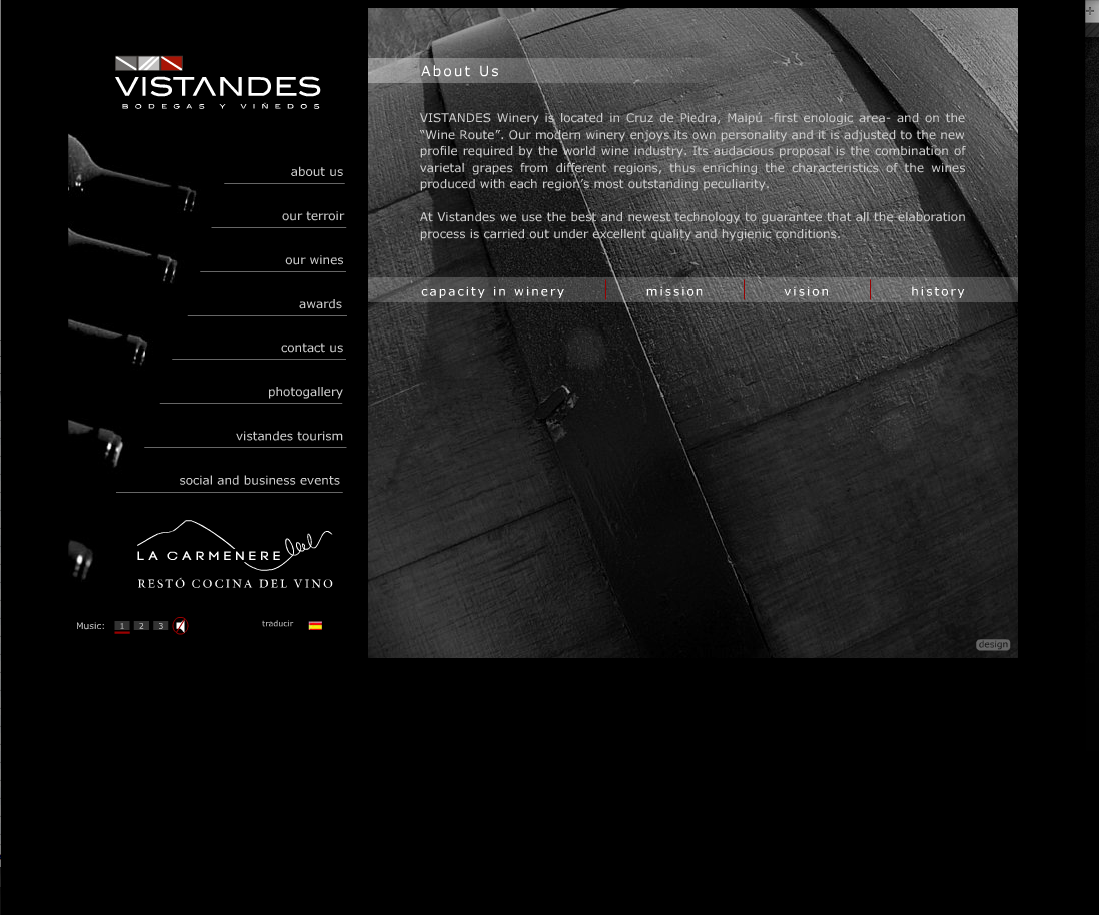 VISTANDES
BODEGAS Y VIÑEDOS
about us
our terroir
our wines
awards
contact us
photogallery
vistandes tourism
social and business events
LA CARMENERE
RESTÓ COCINA DEL VINO
Music: 1 2 3
traducir
About Us
VISTANDES Winery is located in Cruz de Piedra, Maipú -first enologic area- and on the
“Wine Route”. Our modern winery enjoys its own personality and it is adjusted to the new
profile required by the world wine industry. Its audacious proposal is the combination of
varietal grapes from different regions, thus enriching the characteristics of the wines
produced with each region’s most outstanding peculiarity.
At Vistandes we use the best and newest technology to guarantee that all the elaboration
process is carried out under excellent quality and hygienic conditions.
capacity in winery mission vision history
design